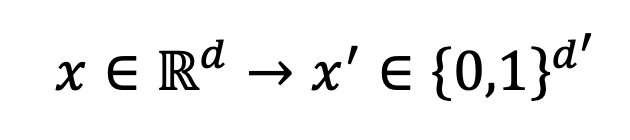 x ∈ ℝ^d → x′ ∈ {0,1}^{d′}